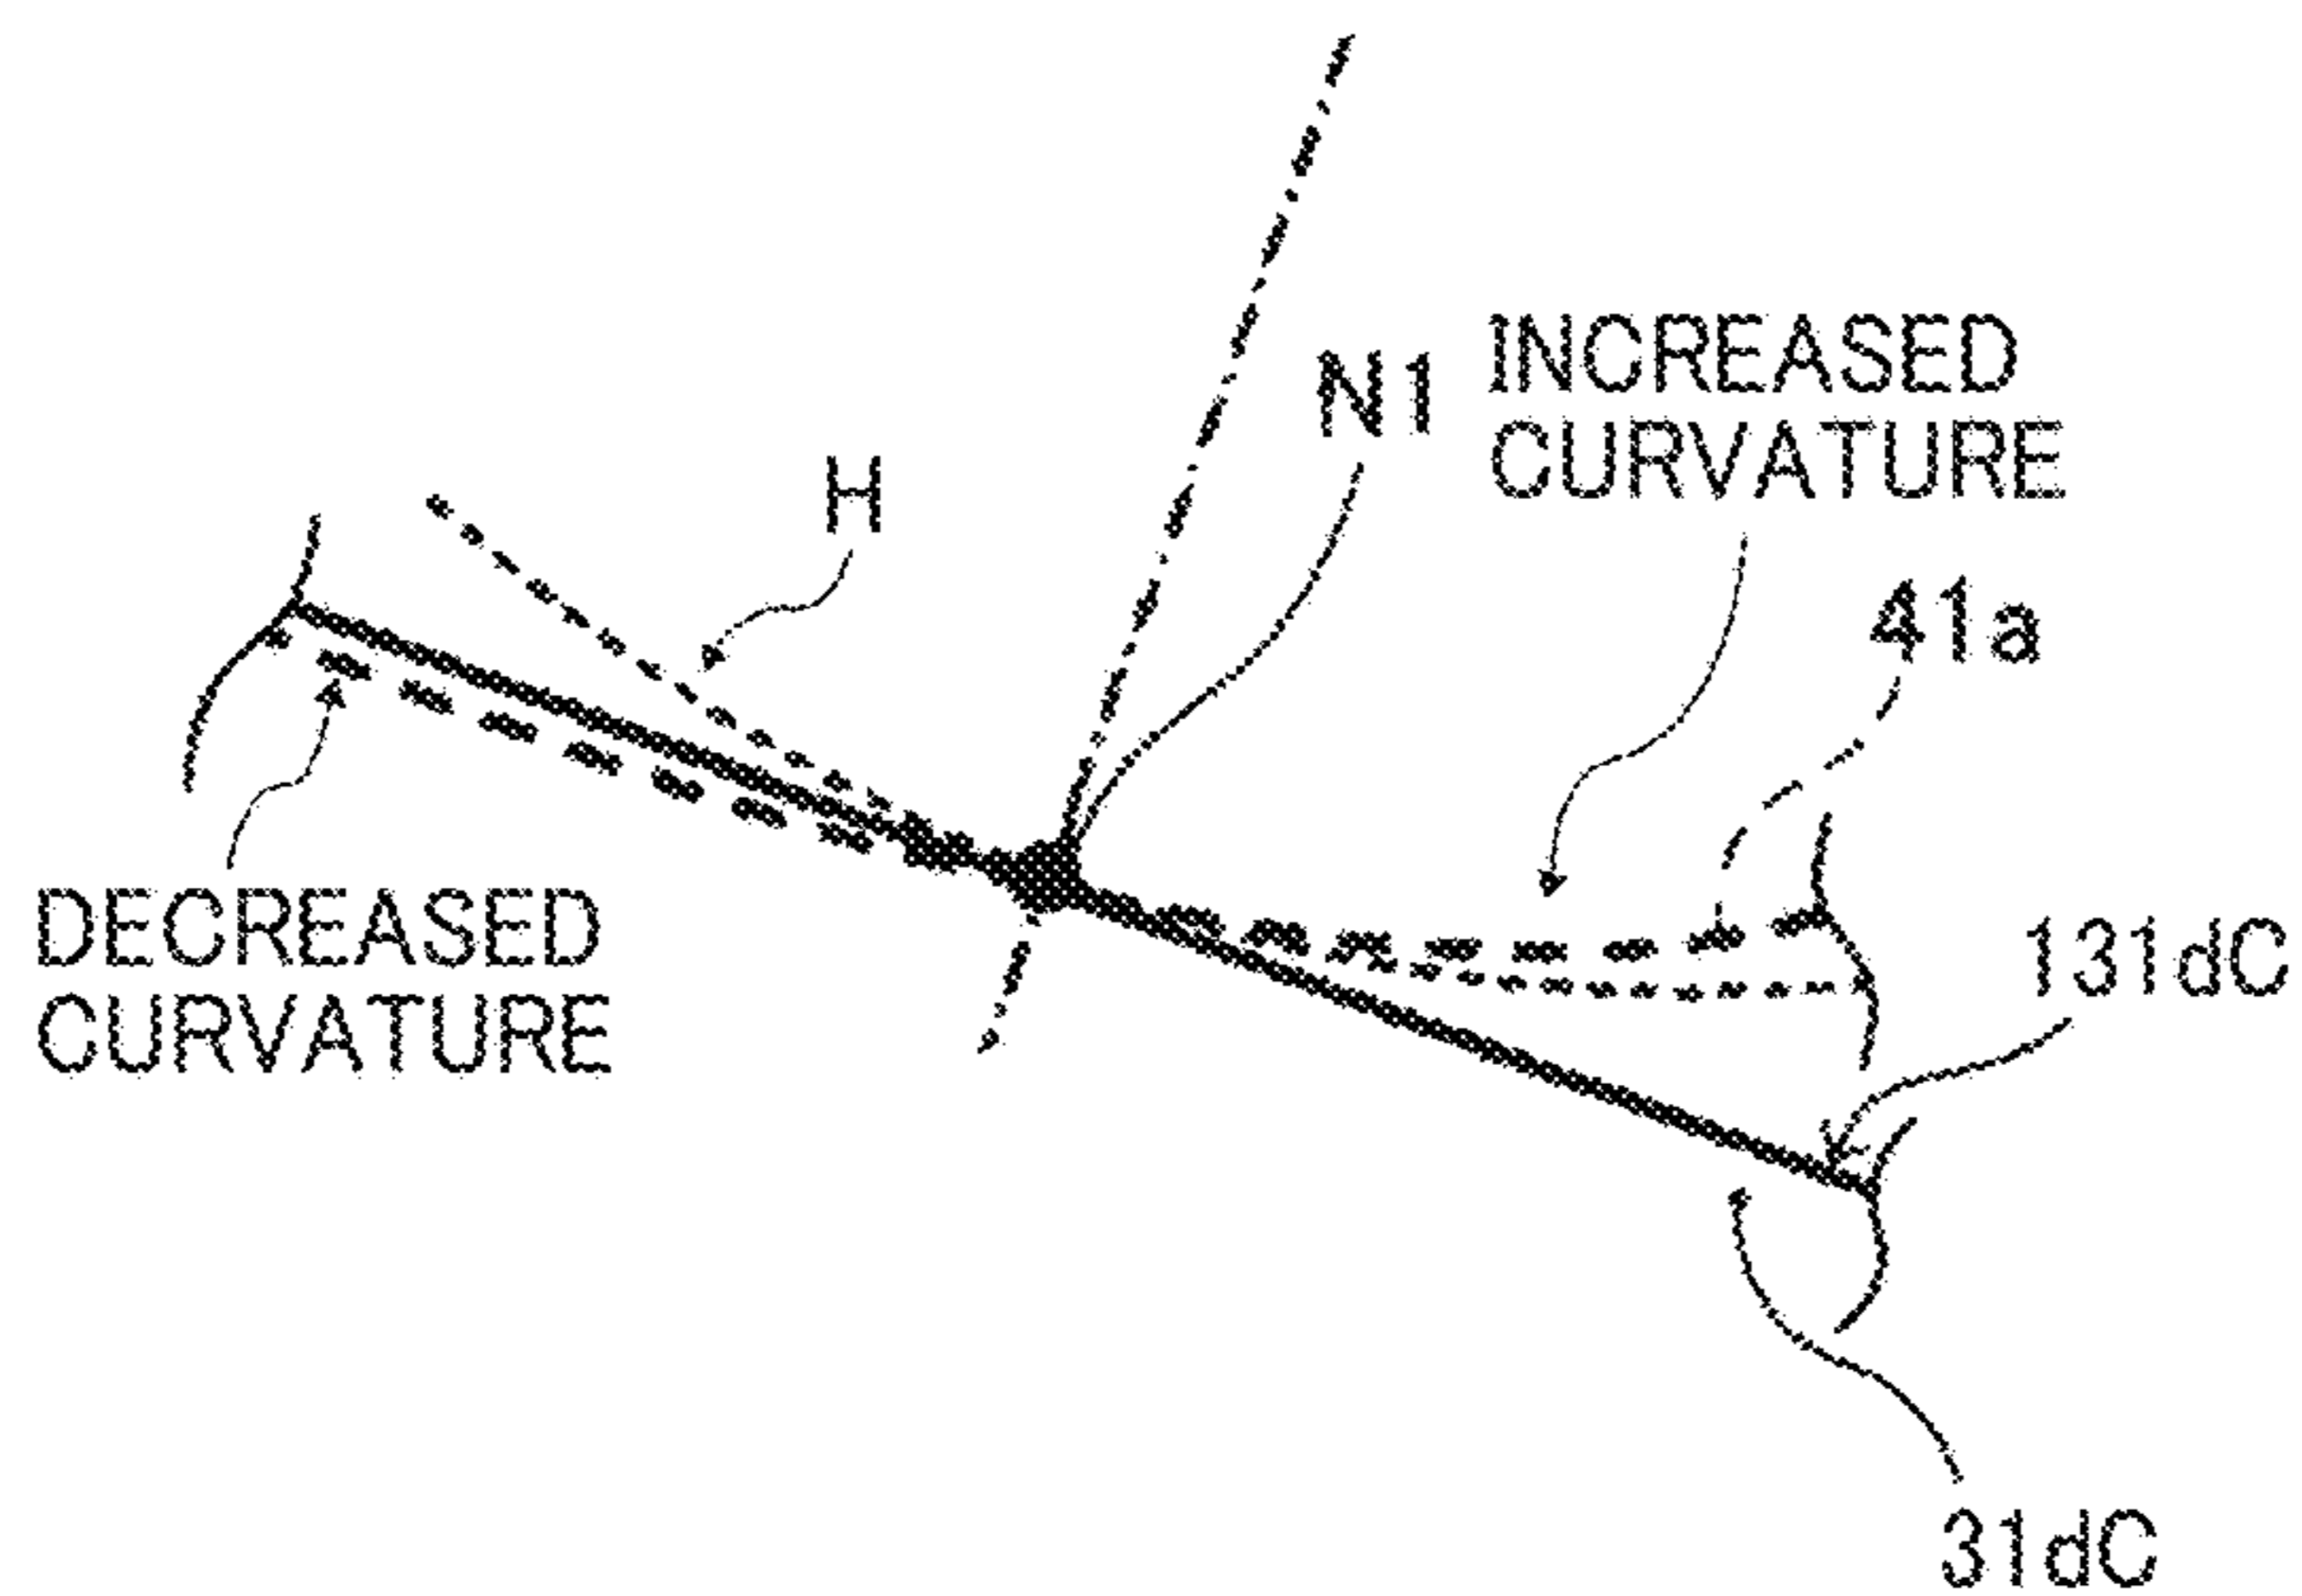 N1
INCREASED
CURVATURE
H
41a
DECREASED
CURVATURE
131dC
31dC